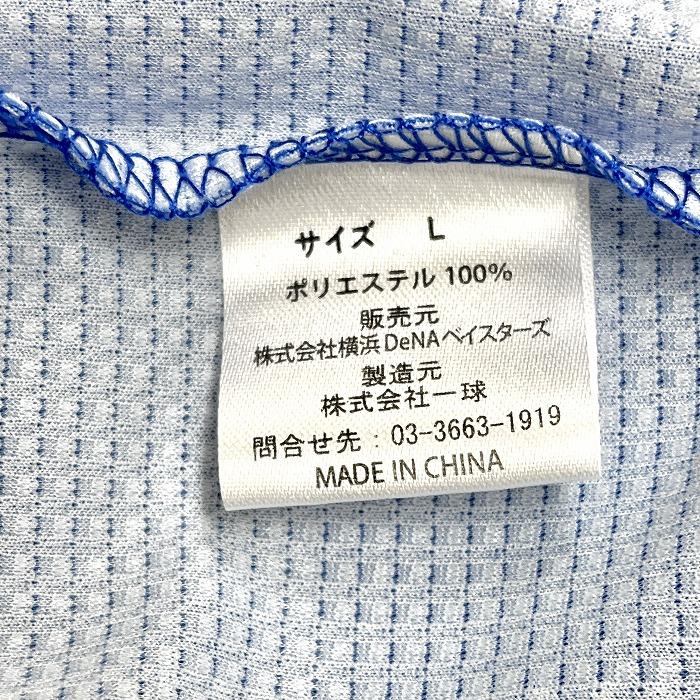 サイズ L
ポリエステル 100%
販売元
株式会社横浜DeNAベイスターズ
製造元
株式会社一球
問合せ先：03-3663-1919
MADE IN CHINA